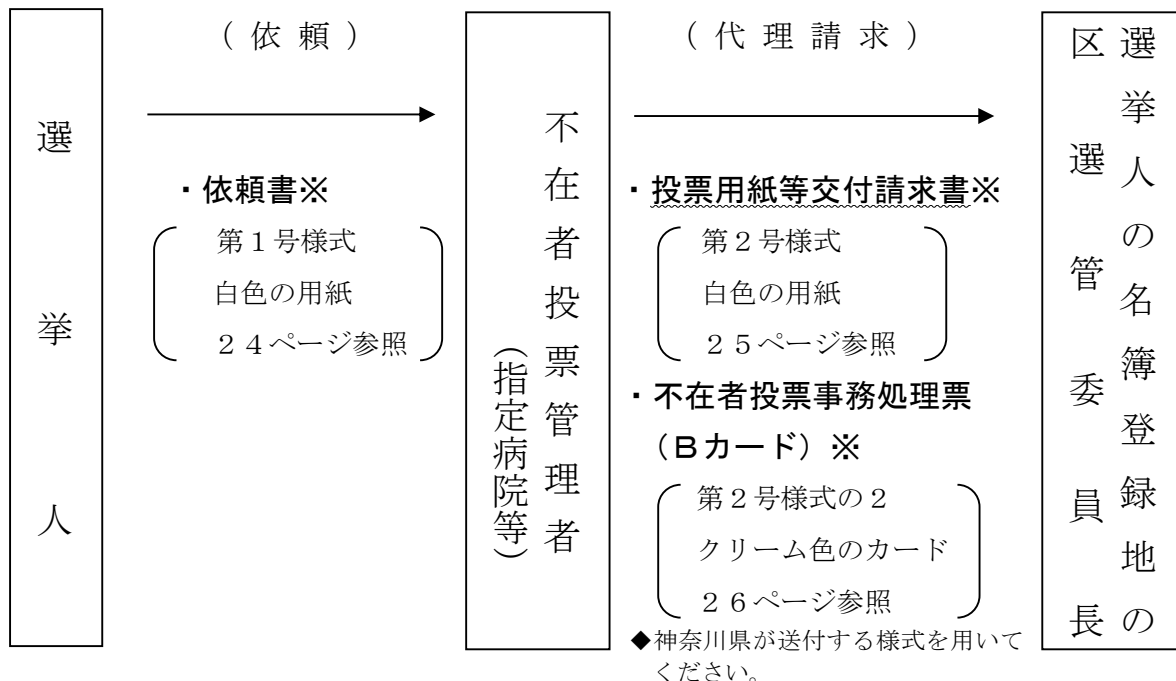 選挙人
（依頼）
・依頼書※
第１号様式
白色の用紙
２４ページ参照
不在者投票管理者
（指定病院等）
（代理請求）
・投票用紙等交付請求書※
第２号様式
白色の用紙
２５ページ参照
・不在者投票事務処理票
（Ｂカード）※
第２号様式の２
クリーム色のカード
２６ページ参照
◆神奈川県が送付する様式を用いて
ください。
選挙人の名簿登録地の
区選管委員長